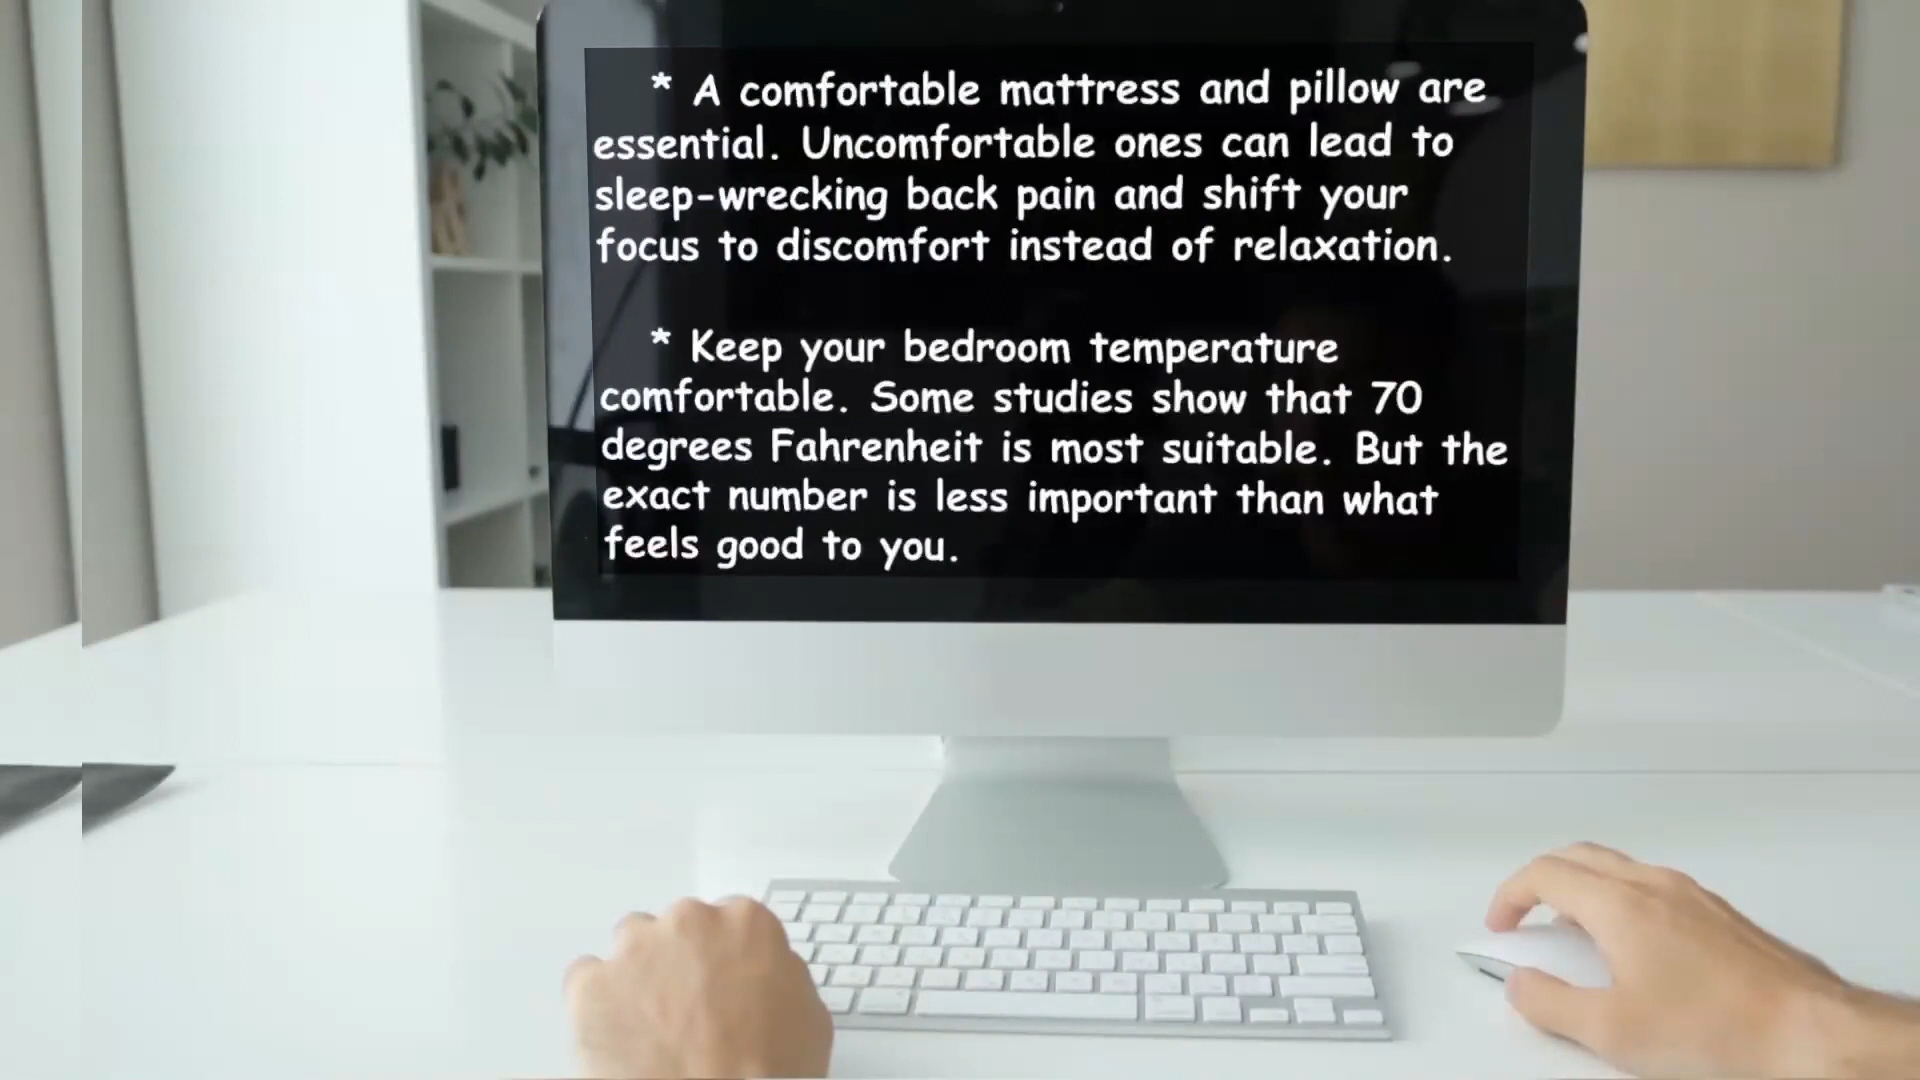 * A comfortable mattress and pillow are
essential. Uncomfortable ones can lead to
sleep-wrecking back pain and shift your
focus to discomfort instead of relaxation.
* Keep your bedroom temperature
comfortable. Some studies show that 70
degrees Fahrenheit is most suitable. But the
exact number is less important than what
feels good to you.